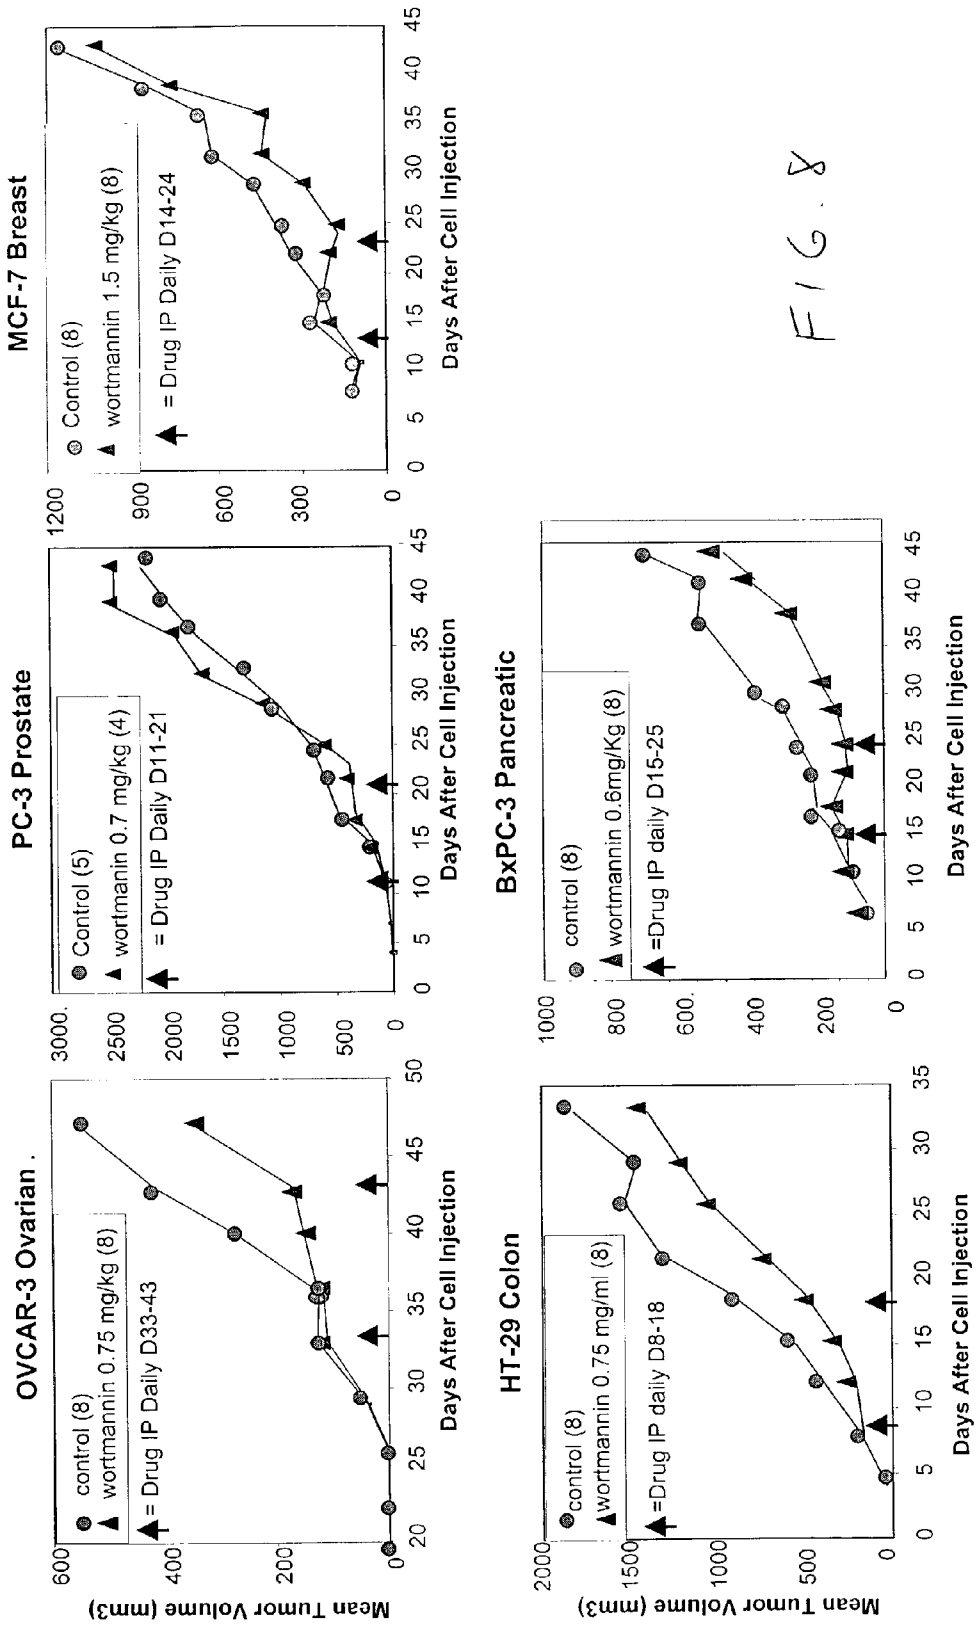 OVCAR-3 Ovarian .
control (8)
wortmannin 0.75 mg/kg (8)
= Drug IP Daily D33-43
Mean Tumor Volume (mm3)
600
400
200
0
20
25
30
35
40
45
50
Days After Cell Injection
PC-3 Prostate
Control (5)
wortmannin 0.7 mg/kg (4)
= Drug IP Daily D11-21
3000.
2500
2000
1500
1000
500
0
0
5
10
15
20
25
30
35
40
45
Days After Cell Injection
MCF-7 Breast
Control (8)
wortmannin 1.5 mg/kg (8)
= Drug IP Daily D14-24
1200
900
600
300
0
0
5
10
15
20
25
30
35
40
45
Days After Cell Injection
HT-29 Colon
control (8)
wortmannin 0.75 mg/ml (8)
=Drug IP daily D8-18
Mean Tumor Volume (mm3)
2000
1500
1000
500
0
0
5
10
15
20
25
30
35
Days After Cell Injection
BxPC-3 Pancreatic
control (8)
wortmannin 0.6mg/Kg (8)
=Drug IP daily D15-25
1000
800
600.
400
200
0
0
5
10
15
20
25
30
35
40
45
Days After Cell Injection
FIG. 8